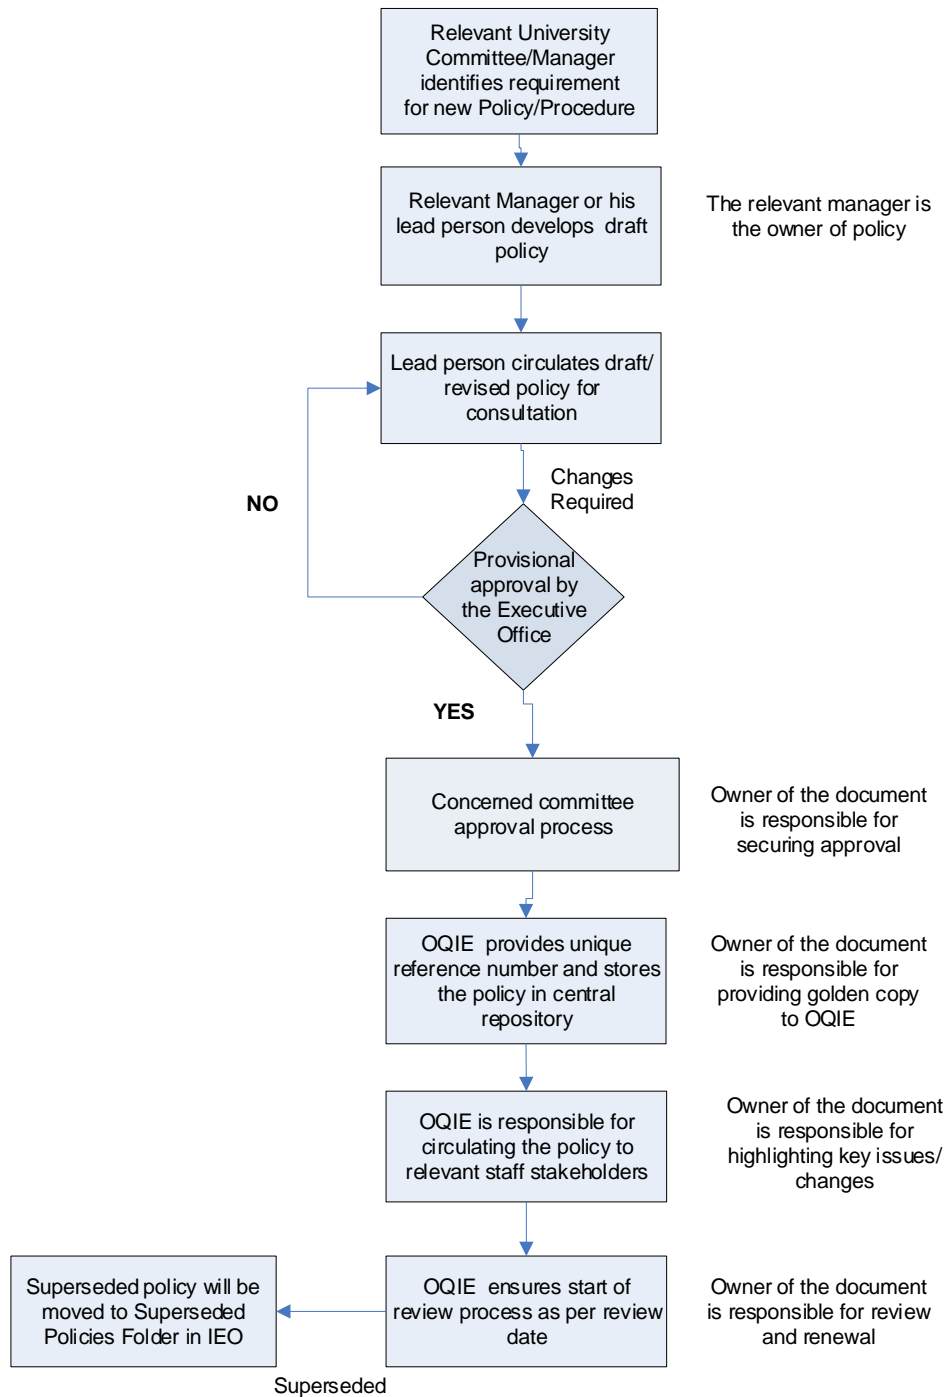 Relevant University
Committee/Manager
identifies requirement
for new Policy/Procedure
Relevant Manager or his
lead person develops draft
policy
The relevant manager is
the owner of policy
Lead person circulates draft/
revised policy for
consultation
Changes
Required
NO
Provisional
approval by
the Executive
Office
YES
Concerned committee
approval process
Owner of the document
is responsible for
securing approval
OQIE provides unique
reference number and stores
the policy in central
repository
Owner of the document
is responsible for
providing golden copy
to OQIE
OQIE is responsible for
circulating the policy to
relevant staff stakeholders
Owner of the document
is responsible for
highlighting key issues/
changes
Superseded policy will be
moved to Superseded
Policies Folder in IEO
OQIE ensures start of
review process as per review
date
Owner of the document
is responsible for review
and renewal
Superseded